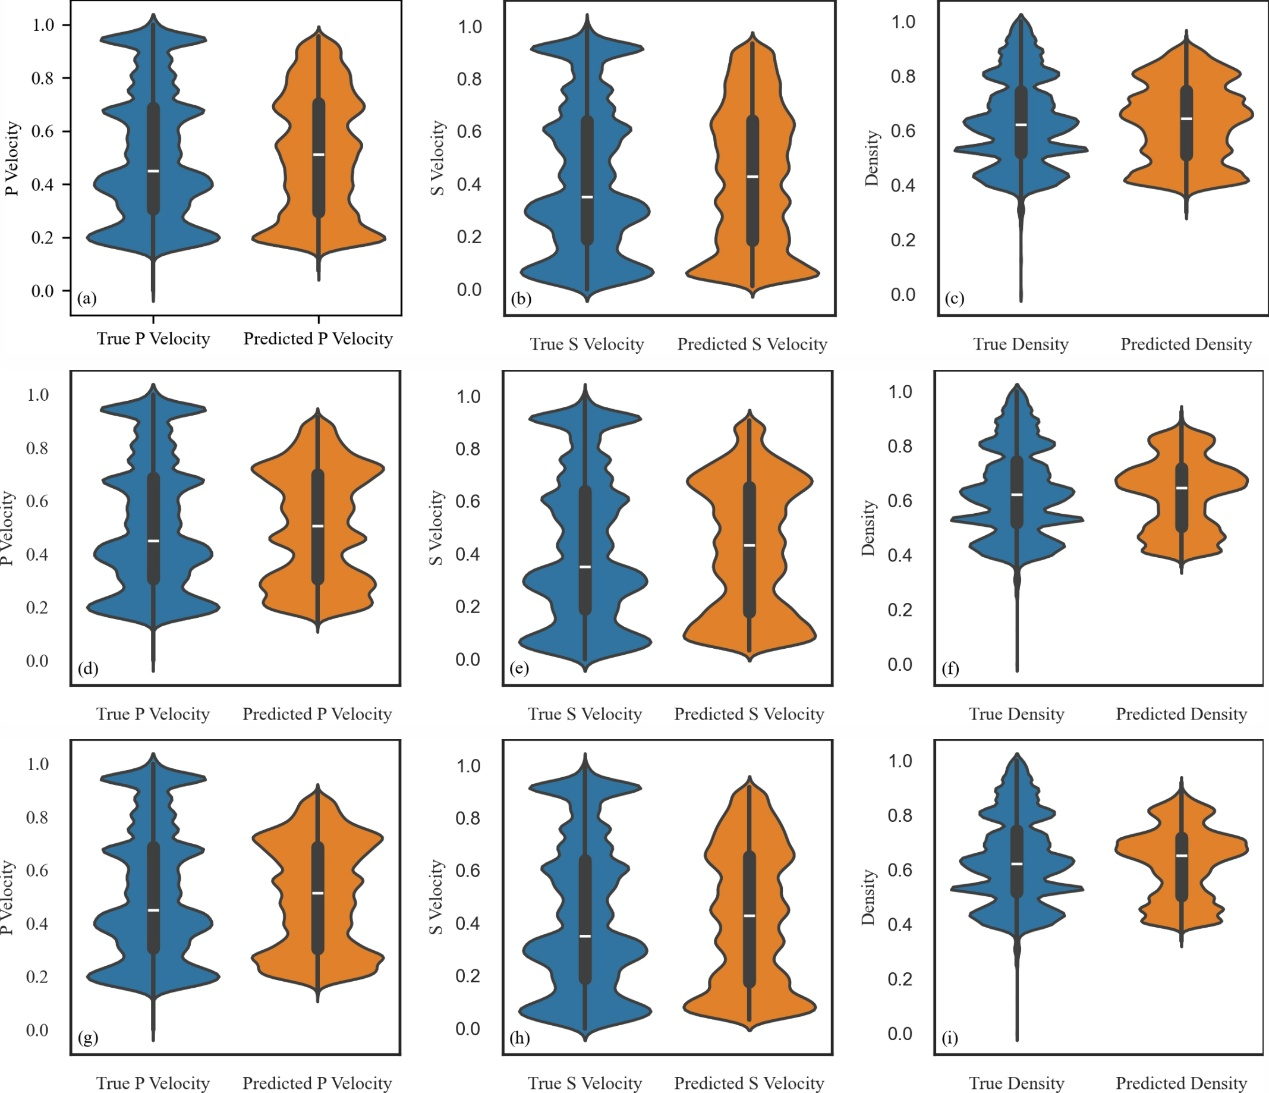 1.0
0.8
0.6
0.4
0.2
0.0
P Velocity
(a)
True P Velocity
Predicted P Velocity
1.0
0.8
0.6
0.4
0.2
0.0
S Velocity
(b)
True S Velocity
Predicted S Velocity
1.0
0.8
0.6
0.4
0.2
0.0
Density
(c)
True Density
Predicted Density
1.0
0.8
0.6
0.4
0.2
0.0
P Velocity
(d)
True P Velocity
Predicted P Velocity
1.0
0.8
0.6
0.4
0.2
0.0
S Velocity
(e)
True S Velocity
Predicted S Velocity
1.0
0.8
0.6
0.4
0.2
0.0
Density
(f)
True Density
Predicted Density
1.0
0.8
0.6
0.4
0.2
0.0
P Velocity
(g)
True P Velocity
Predicted P Velocity
1.0
0.8
0.6
0.4
0.2
0.0
S Velocity
(h)
True S Velocity
Predicted S Velocity
1.0
0.8
0.6
0.4
0.2
0.0
Density
(i)
True Density
Predicted Density